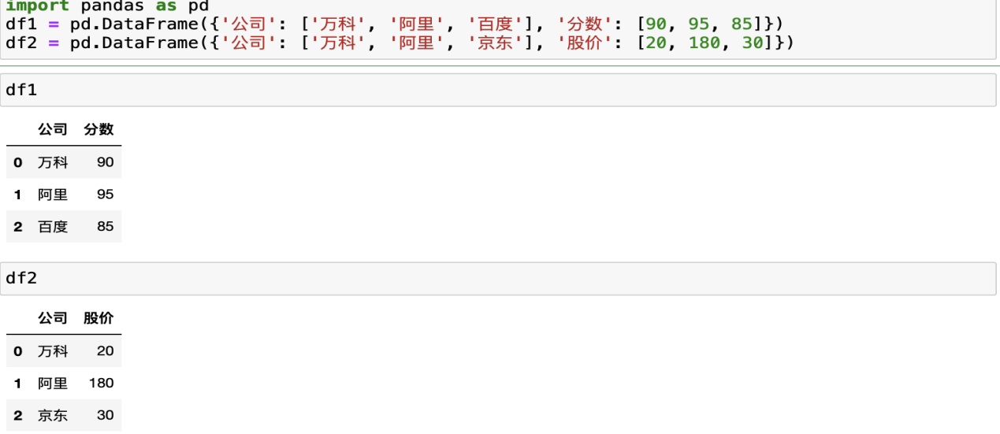 import pandas as pd
df1 = pd.DataFrame({'公司': ['万科', '阿里', '百度'], '分数': [90, 95, 85]})
df2 = pd.DataFrame({'公司': ['万科', '阿里', '京东'], '股价': [20, 180, 30]})
df1
公司 分数
0 万科 90
1 阿里 95
2 百度 85
df2
公司 股价
0 万科 20
1 阿里 180
2 京东 30